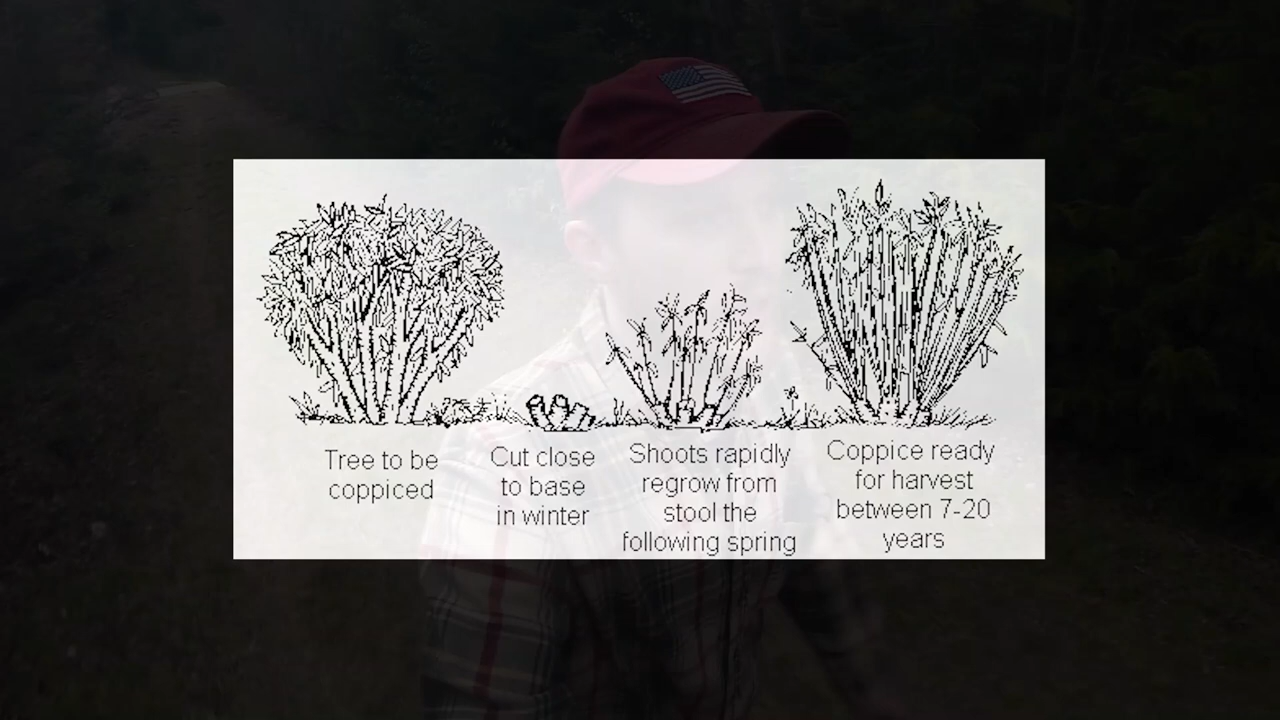 Tree to be
coppiced
Cut close
to base
in winter
Shoots rapidly
regrow from
stool the
following spring
Coppice ready
for harvest
between 7-20
years